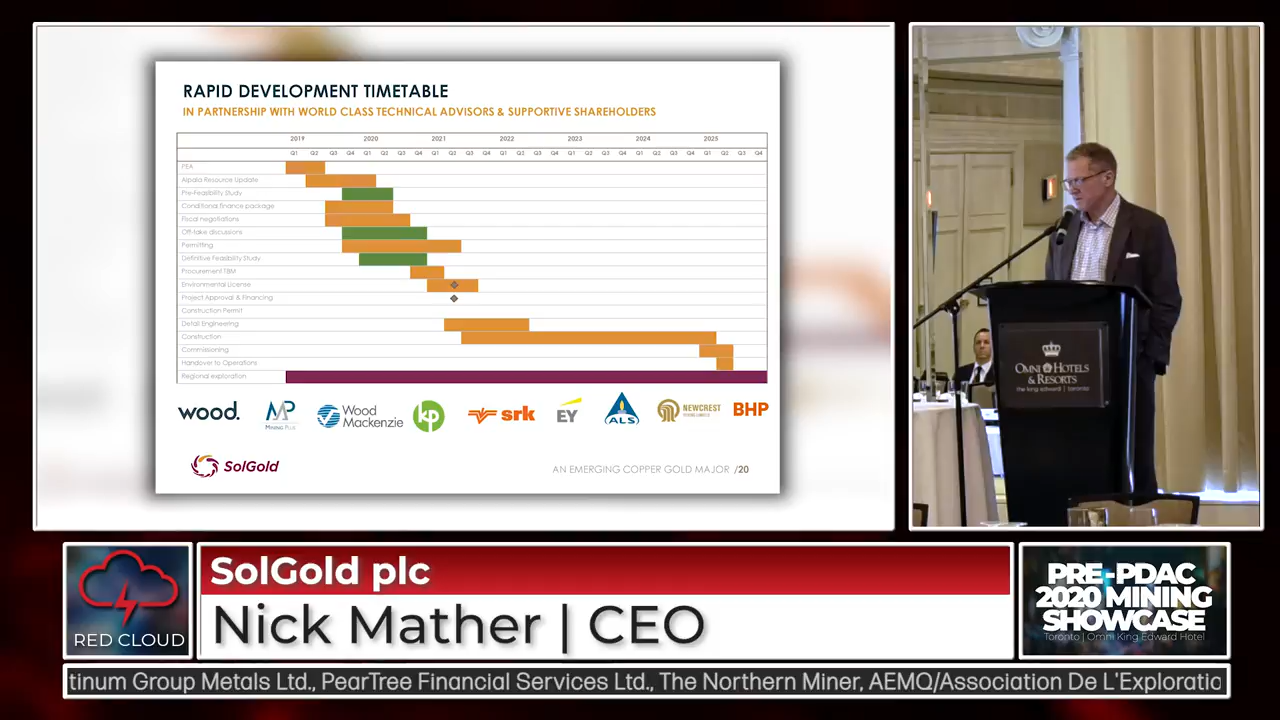 RAPID DEVELOPMENT TIMETABLE
IN PARTNERSHIP WITH WORLD CLASS TECHNICAL ADVISORS & SUPPORTIVE SHAREHOLDERS
2019 2020 2021 2022 2023 2024 2025
Q1 Q2 Q3 Q4 Q1 Q2 Q3 Q4 Q1 Q2 Q3 Q4 Q1 Q2 Q3 Q4 Q1 Q2 Q3 Q4 Q1 Q2 Q3 Q4 Q1 Q2 Q3 Q4
PEA
Alpala Resource Update
Pre-Feasibility Study
Conditional finance package
Fiscal negotiations
Off-take discussions
Permitting
Definitive Feasibility Study
Procurement TBM
Environmental License
Project Approval & Financing
Construction Permit
Detail Engineering
Construction
Commissioning
Handover to Operations
Regional exploration
wood.
MP
MINING PLUS
Wood
Mackenzie
kp
srk
EY
ALS
NEWCREST
BHP
SolGold
AN EMERGING COPPER GOLD MAJOR /20
OMNI HOTELS
& RESORTS
the king edward | toronto
RED CLOUD
SolGold plc
Nick Mather | CEO
PRE-PDAC
2020 MINING
SHOWCASE
Toronto | Omni King Edward Hotel
tinum Group Metals Ltd., PearTree Financial Services Ltd., The Northern Miner, AEMQ/Association De L'Exploratio